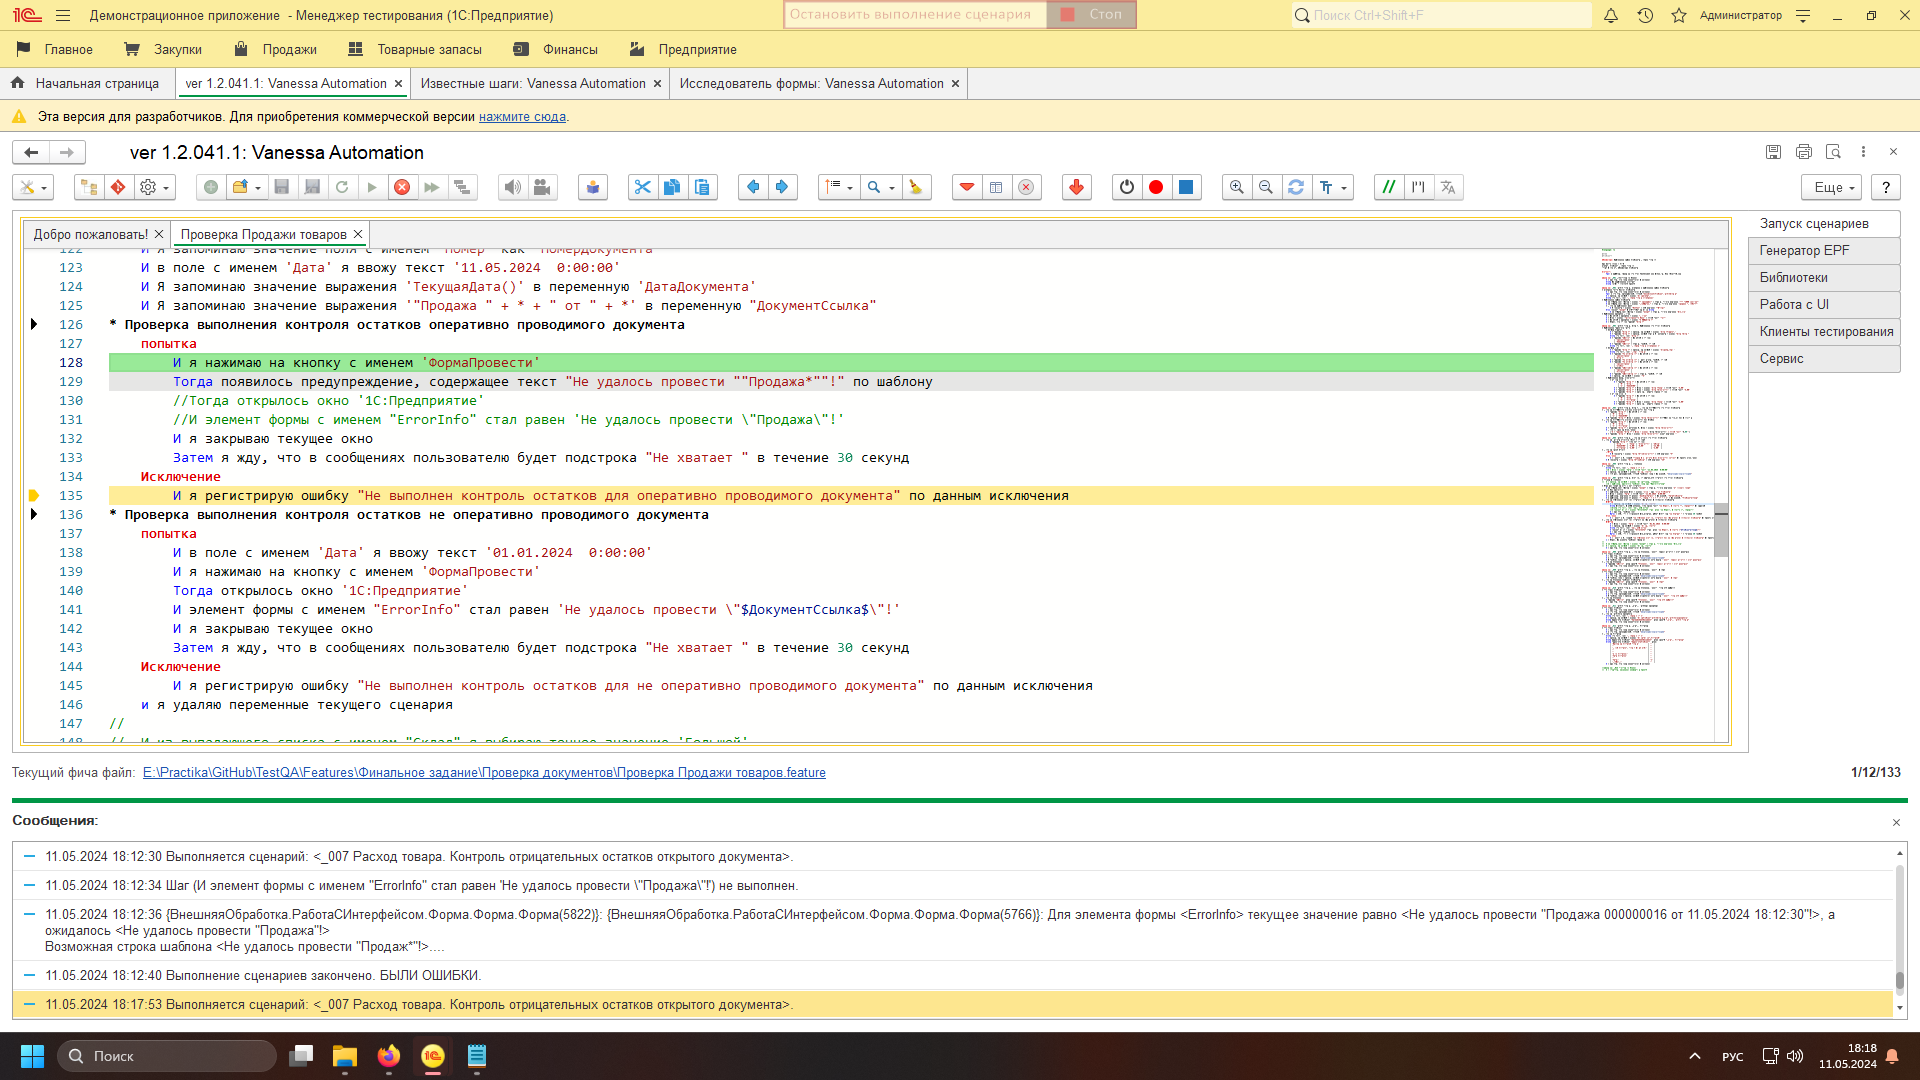 Демонстрационное приложение - Менеджер тестирования (1С:Предприятие)
Остановить выполнение сценария Стоп
Поиск Ctrl+Shift+F
Администратор
Главное Закупки Продажи Товарные запасы Финансы Предприятие
Начальная страница ver 1.2.041.1: Vanessa Automation Известные шаги: Vanessa Automation Исследователь формы: Vanessa Automation
Эта версия для разработчиков. Для приобретения коммерческой версии нажмите сюда.
ver 1.2.041.1: Vanessa Automation
Еще ?
Добро пожаловать! Проверка Продажи товаров
122 И Я запоминаю значение поля с именем "Номер" как "НомерДокумента"
123 И в поле с именем 'Дата' я ввожу текст '11.05.2024  0:00:00'
124 И Я запоминаю значение выражения 'ТекущаяДата()' в переменную 'ДатаДокумента'
125 И Я запоминаю значение выражения '"Продажа " + * + " от " + *' в переменную "ДокументСсылка"
126 * Проверка выполнения контроля остатков оперативно проводимого документа
127 попытка
128 И я нажимаю на кнопку с именем 'ФормаПровести'
129 Тогда появилось предупреждение, содержащее текст "Не удалось провести ""Продажа*""!" по шаблону
130 //Тогда открылось окно '1С:Предприятие'
131 //И элемент формы с именем "ErrorInfo" стал равен 'Не удалось провести \"Продажа\"!'
132 И я закрываю текущее окно
133 Затем я жду, что в сообщениях пользователю будет подстрока "Не хватает " в течение 30 секунд
134 Исключение
135 И я регистрирую ошибку "Не выполнен контроль остатков для оперативно проводимого документа" по данным исключения
136 * Проверка выполнения контроля остатков не оперативно проводимого документа
137 попытка
138 И в поле с именем 'Дата' я ввожу текст '01.01.2024  0:00:00'
139 И я нажимаю на кнопку с именем 'ФормаПровести'
140 Тогда открылось окно '1С:Предприятие'
141 И элемент формы с именем "ErrorInfo" стал равен 'Не удалось провести \"$ДокументСсылка$\"!'
142 И я закрываю текущее окно
143 Затем я жду, что в сообщениях пользователю будет подстрока "Не хватает " в течение 30 секунд
144 Исключение
145 И я регистрирую ошибку "Не выполнен контроль остатков для не оперативно проводимого документа" по данным исключения
146 и я удаляю переменные текущего сценария
147 //
148 // И из выпадающего списка с именем "Склад" я выбираю точное значение 'Большой'
Запуск сценариев
Генератор EPF
Библиотеки
Работа с UI
Клиенты тестирования
Сервис
Текущий фича файл: E:\Practika\GitHub\TestQA\Features\Финальное задание\Проверка документов\Проверка Продажи товаров.feature 1/12/133
Сообщения:
11.05.2024 18:12:30 Выполняется сценарий: <_007 Расход товара. Контроль отрицательных остатков открытого документа>.
11.05.2024 18:12:34 Шаг (И элемент формы с именем "ErrorInfo" стал равен 'Не удалось провести \"Продажа\"!') не выполнен.
11.05.2024 18:12:36 {ВнешняяОбработка.РаботаСИнтерфейсом.Форма.Форма.Форма(5822)}: {ВнешняяОбработка.РаботаСИнтерфейсом.Форма.Форма.Форма(5766)}: Для элемента формы <ErrorInfo> текущее значение равно <Не удалось провести "Продажа 000000016 от 11.05.2024 18:12:30"!>, а
ожидалось <Не удалось провести "Продажа"!>
Возможная строка шаблона <Не удалось провести "Продаж*"!>....
11.05.2024 18:12:40 Выполнение сценариев закончено. БЫЛИ ОШИБКИ.
11.05.2024 18:17:53 Выполняется сценарий: <_007 Расход товара. Контроль отрицательных остатков открытого документа>.
Поиск
РУС
18:18
11.05.2024